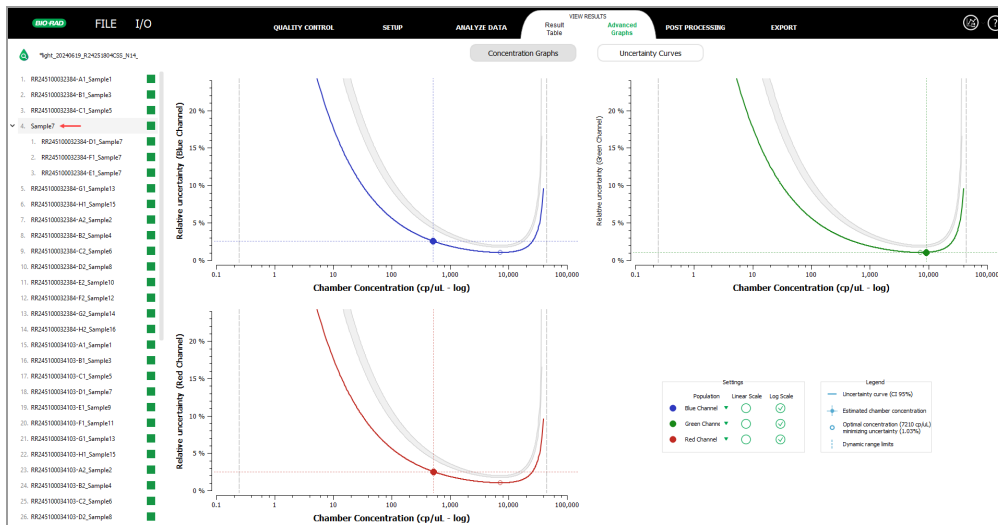 BIO-RAD FILE I/O QUALITY CONTROL SETUP ANALYZE DATA VIEW RESULTS Result Table Advanced Graphs POST PROCESSING EXPORT
*light_20240619_R24251804CSS_N14_
Concentration Graphs Uncertainty Curves
1. RR245100032384-A1_Sample1
2. RR245100032384-B1_Sample3
3. RR245100032384-C1_Sample5
4. Sample7
1. RR245100032384-D1_Sample7
2. RR245100032384-F1_Sample7
3. RR245100032384-E1_Sample7
5. RR245100032384-G1_Sample13
6. RR245100032384-H1_Sample15
7. RR245100032384-A2_Sample2
8. RR245100032384-B2_Sample4
9. RR245100032384-C2_Sample6
10. RR245100032384-D2_Sample8
11. RR245100032384-E2_Sample10
12. RR245100032384-F2_Sample12
13. RR245100032384-G2_Sample14
14. RR245100032384-H2_Sample16
15. RR245100034103-A1_Sample1
16. RR245100034103-B1_Sample3
17. RR245100034103-C1_Sample5
18. RR245100034103-D1_Sample7
19. RR245100034103-E1_Sample9
20. RR245100034103-F1_Sample11
21. RR245100034103-G1_Sample13
22. RR245100034103-H1_Sample15
23. RR245100034103-A2_Sample2
24. RR245100034103-B2_Sample4
25. RR245100034103-C2_Sample6
26. RR245100034103-D2_Sample8
Relative uncertainty (Blue Channel)
20 %
15 %
10 %
5 %
0 %
0.1 1 10 100 1,000 10,000 100,000
Chamber Concentration (cp/uL - log)
Relative uncertainty (Green Channel)
20 %
15 %
10 %
5 %
0 %
0.1 1 10 100 1,000 10,000 100,000
Chamber Concentration (cp/uL - log)
Relative uncertainty (Red Channel)
20 %
15 %
10 %
5 %
0 %
0.1 1 10 100 1,000 10,000 100,000
Chamber Concentration (cp/uL - log)
Settings
Population Linear Scale Log Scale
Blue Channel
Green Channe
Red Channel
Legend
Uncertainty curve (CI 95%)
Estimated chamber concentration
Optimal concentration (7210 cp/uL)
minimizing uncertainty (1.03%)
Dynamic range limits